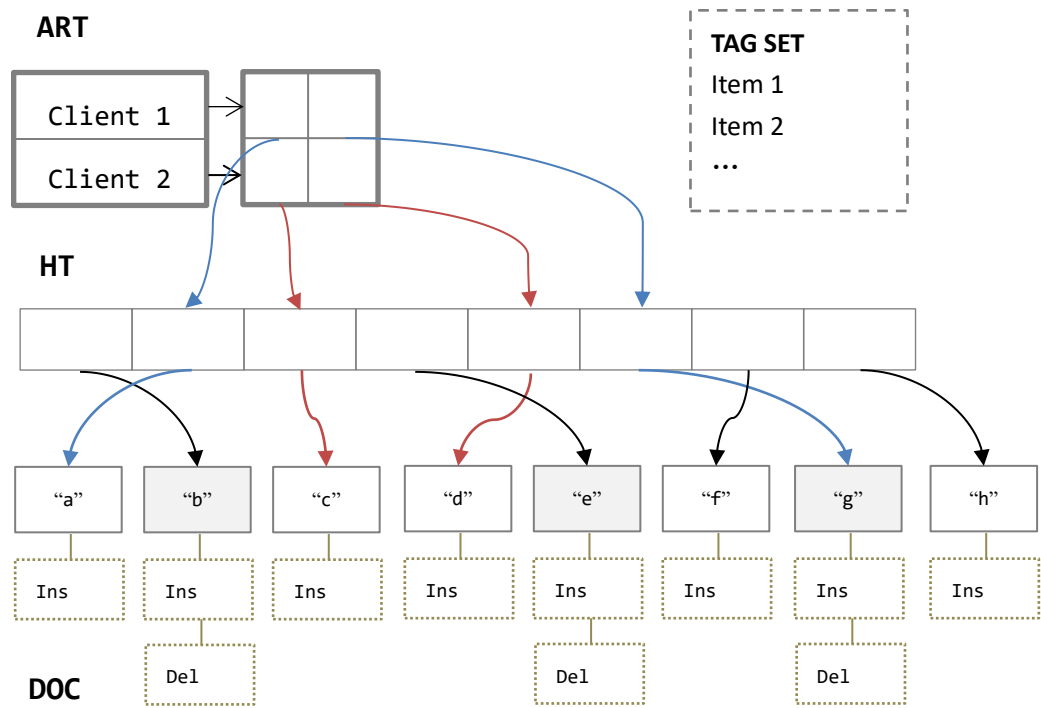 ART
TAG SET
Item 1
Item 2
…
Client 1
Client 2
HT
“a” “b” “c” “d” “e” “f” “g” “h”
Ins Ins Ins Ins Ins Ins Ins Ins
Del Del Del
DOC